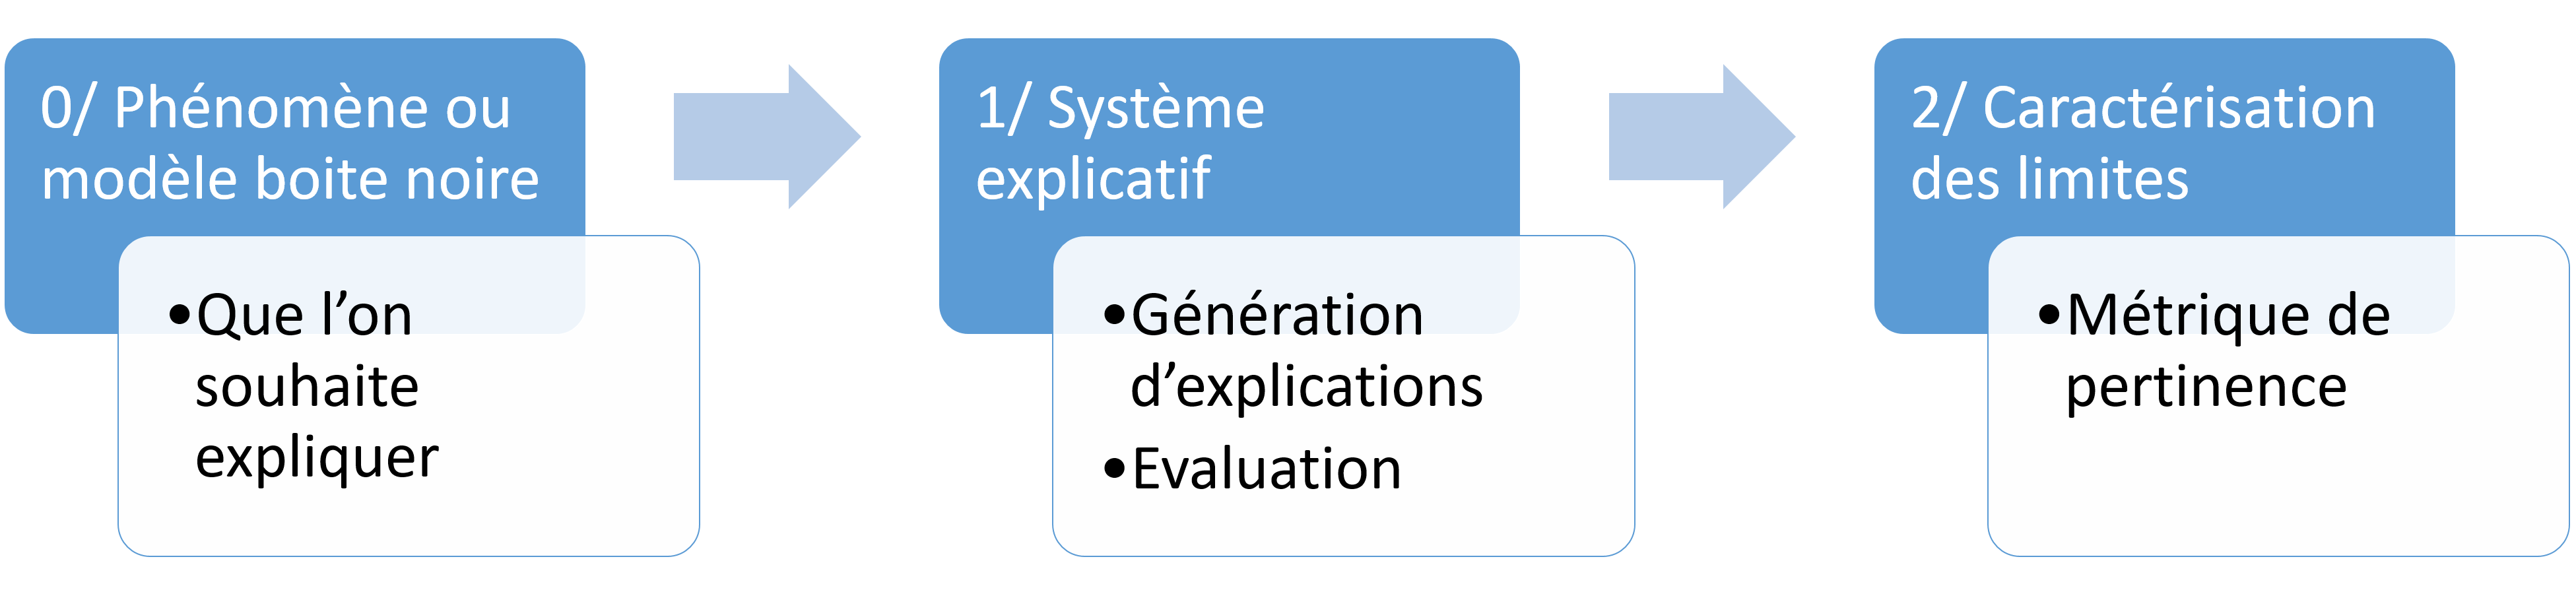 0/ Phénomène ou
modèle boite noire
•Que l’on
souhaite
expliquer
1/ Système
explicatif
•Génération
d’explications
•Evaluation
2/ Caractérisation
des limites
•Métrique de
pertinence